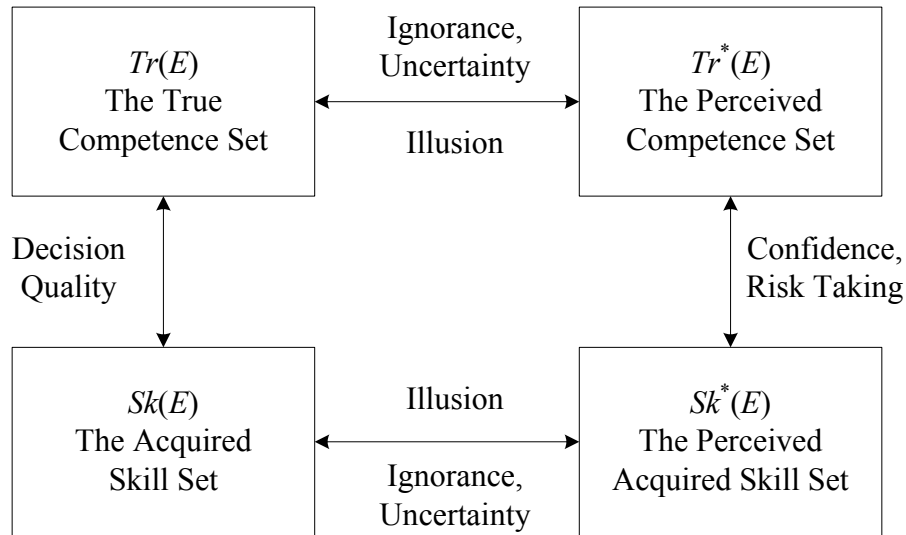 Tr(E)
The True
Competence Set
Ignorance,
Uncertainty
Illusion
Tr*(E)
The Perceived
Competence Set
Decision
Quality
Confidence,
Risk Taking
Sk(E)
The Acquired
Skill Set
Illusion
Ignorance,
Uncertainty
Sk*(E)
The Perceived
Acquired Skill Set